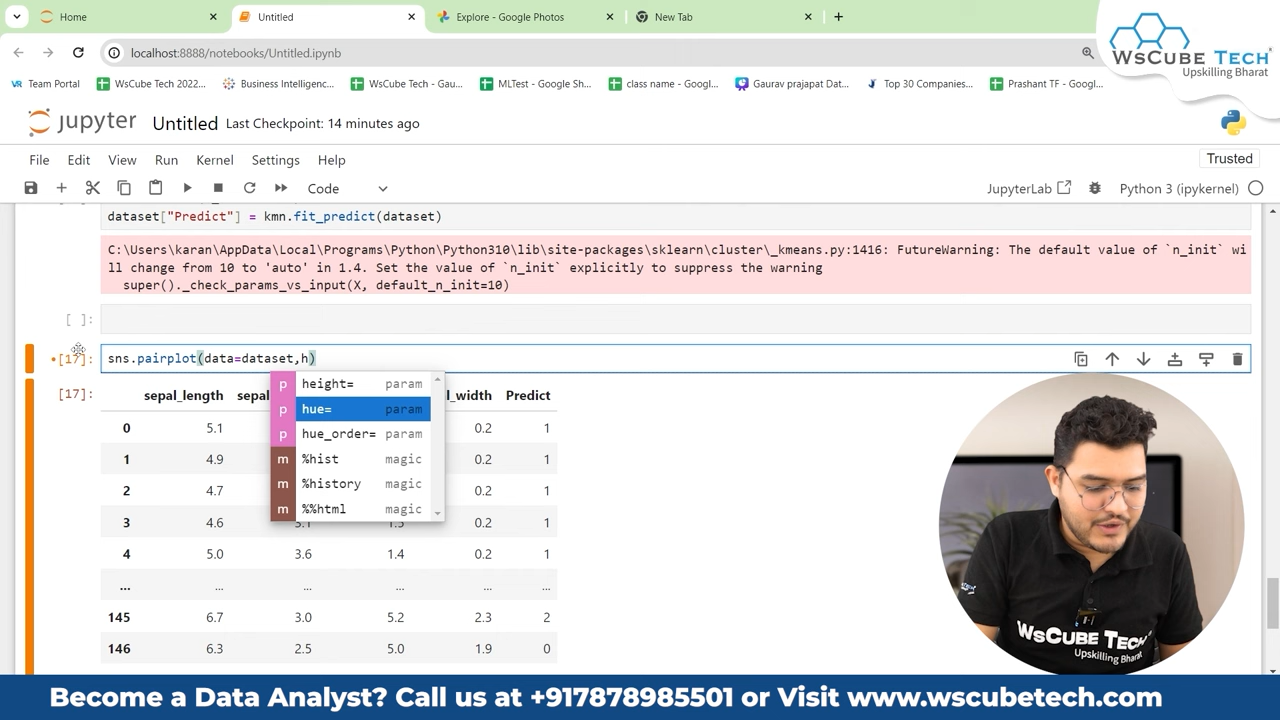 Home
Untitled
Explore - Google Photos
New Tab
localhost:8888/notebooks/Untitled.ipynb
WsCube Tech
Upskilling Bharat
VR Team Portal
WsCube Tech 2022...
Business Intelligenc...
WsCube Tech - Gau...
MLTest - Google Sh...
class name - Googl...
Gaurav prajapat Dat...
Top 30 Companies...
Prashant TF - Googl...
jupyter Untitled Last Checkpoint: 14 minutes ago
File Edit View Run Kernel Settings Help
Trusted
Code
JupyterLab
Python 3 (ipykernel)
dataset["Predict"] = kmn.fit_predict(dataset)
C:\Users\karan\AppData\Local\Programs\Python\Python310\lib\site-packages\sklearn\cluster\_kmeans.py:1416: FutureWarning: The default value of `n_init` wi
ll change from 10 to 'auto' in 1.4. Set the value of `n_init` explicitly to suppress the warning
super()._check_params_vs_input(X, default_n_init=10)
[ ]:
[17]: sns.pairplot(data=dataset,h)
height= param
hue= param
hue_order= param
%hist magic
%history magic
%%html magic
[17]: sepal_length sepal l_width Predict
0 5.1 0.2 1
1 4.9 0.2 1
2 4.7 0.2 1
3 4.6 0.2 1
4 5.0 3.6 1.4 0.2 1
... ... ... ... ... ...
145 6.7 3.0 5.2 2.3 2
146 6.3 2.5 5.0 1.9 0
WsCube Tech
Upskilling Bharat
Become a Data Analyst? Call us at +917878985501 or Visit www.wscubetech.com